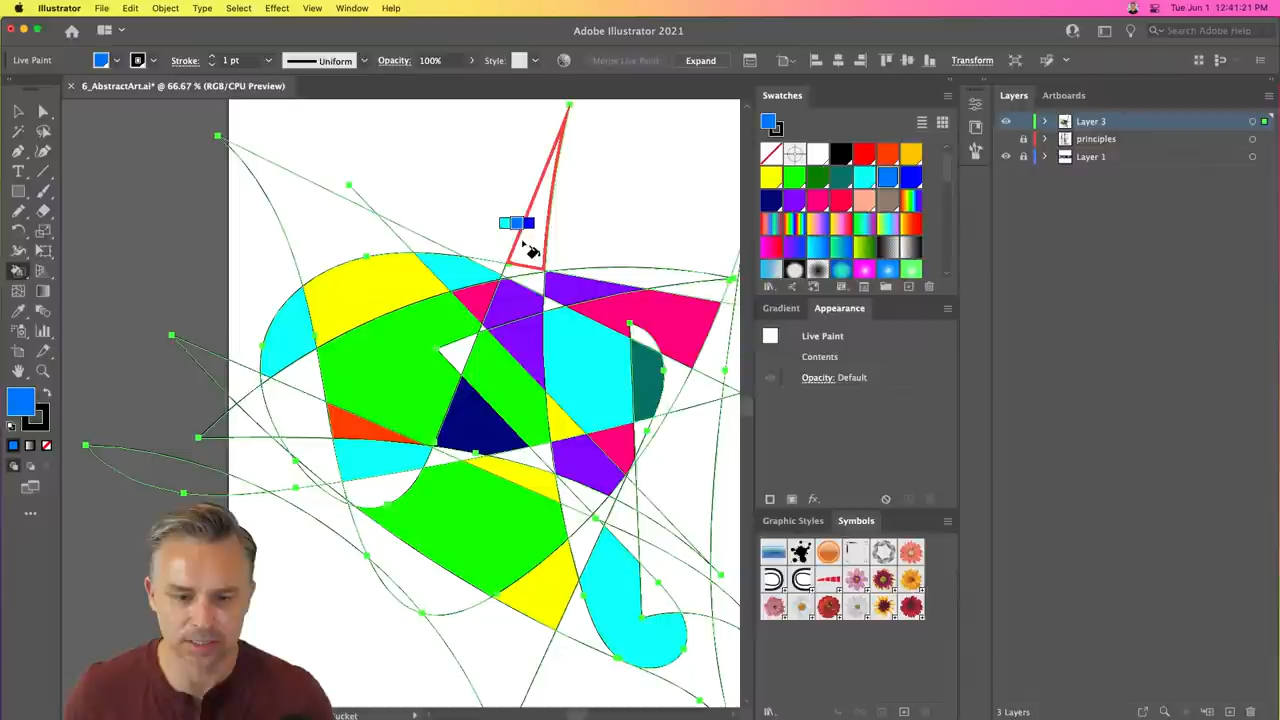 Illustrator File Edit Object Type Select Effect View Window Help Tue Jun 1 12:41:21 PM
Adobe Illustrator 2021 Search Adobe Help
Live Paint Stroke: 1 pt Uniform Opacity: 100% Style: Merge Live Paint Expand Transform
6_AbstractArt.ai* @ 66.67 % (RGB/CPU Preview)
Swatches
Layers Artboards
Layer 3
principles
Layer 1
Gradient Appearance
Live Paint
Contents
Opacity: Default
fx
Graphic Styles Symbols
3 Layers